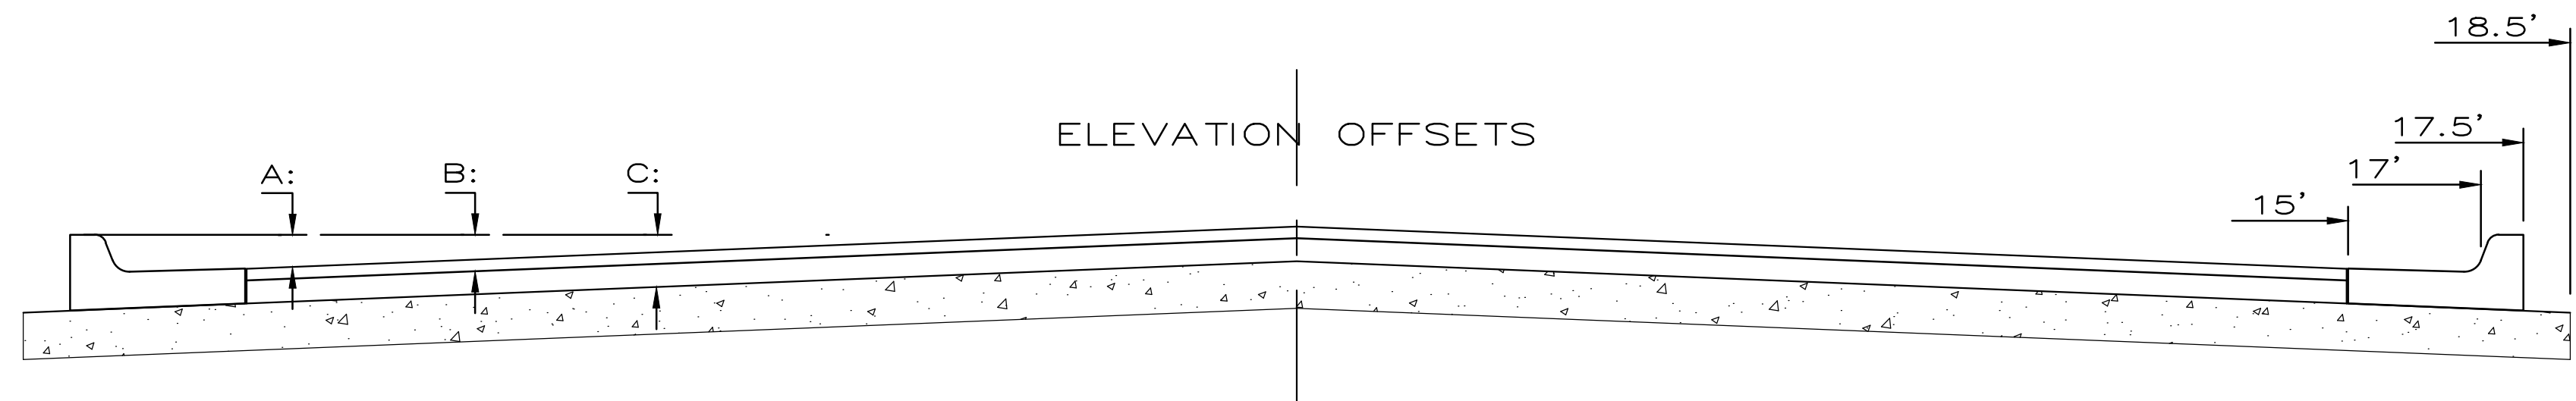 18.5’
17.5’
ELEVATION OFFSETS
17’
A: B: C:
15’